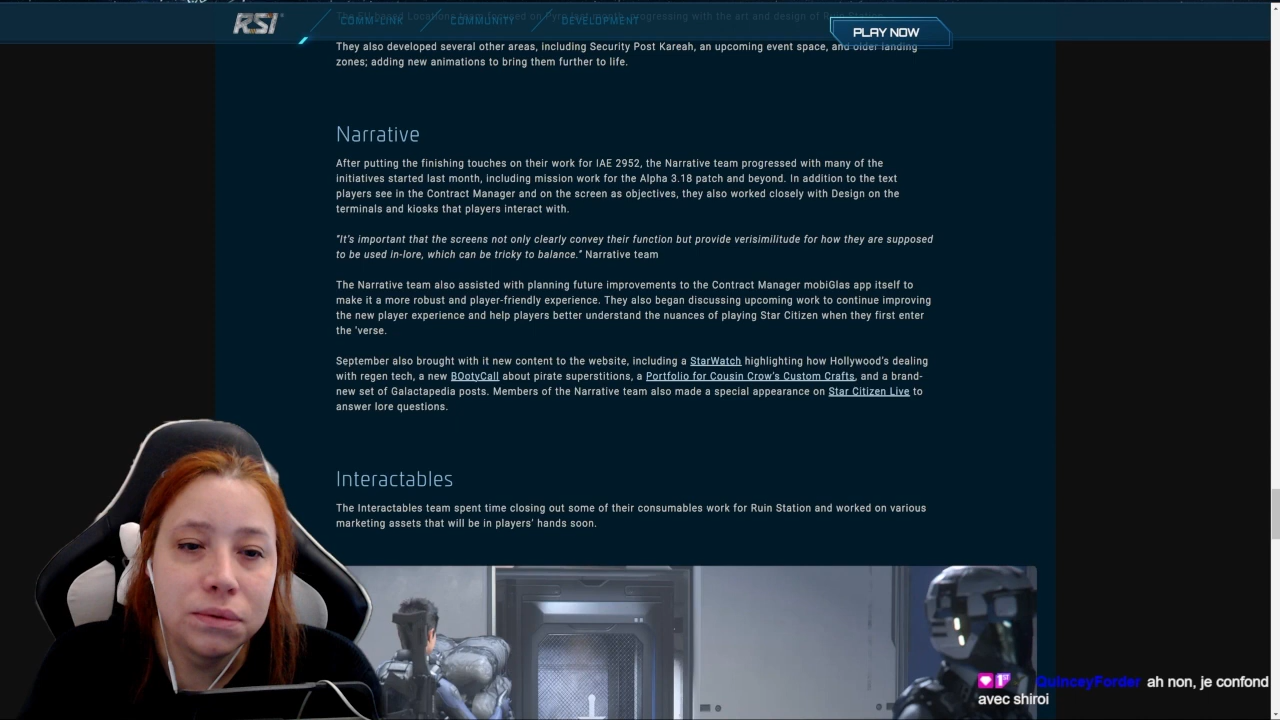 RSI
COMM-LINK
COMMUNITY
DEVELOPMENT
PLAY NOW
They also developed several other areas, including Security Post Kareah, an upcoming event space, and older landing
zones; adding new animations to bring them further to life.
Narrative
After putting the finishing touches on their work for IAE 2952, the Narrative team progressed with many of the
initiatives started last month, including mission work for the Alpha 3.18 patch and beyond. In addition to the text
players see in the Contract Manager and on the screen as objectives, they also worked closely with Design on the
terminals and kiosks that players interact with.
"It's important that the screens not only clearly convey their function but provide verisimilitude for how they are supposed
to be used in-lore, which can be tricky to balance." Narrative team
The Narrative team also assisted with planning future improvements to the Contract Manager mobiGlas app itself to
make it a more robust and player-friendly experience. They also began discussing upcoming work to continue improving
the new player experience and help players better understand the nuances of playing Star Citizen when they first enter
the 'verse.
September also brought with it new content to the website, including a StarWatch highlighting how Hollywood's dealing
with regen tech, a new BOotyCall about pirate superstitions, a Portfolio for Cousin Crow's Custom Crafts, and a brand-
new set of Galactapedia posts. Members of the Narrative team also made a special appearance on Star Citizen Live to
answer lore questions.
Interactables
The Interactables team spent time closing out some of their consumables work for Ruin Station and worked on various
marketing assets that will be in players' hands soon.
QuinceyForder ah non, je confond
avec shiroi